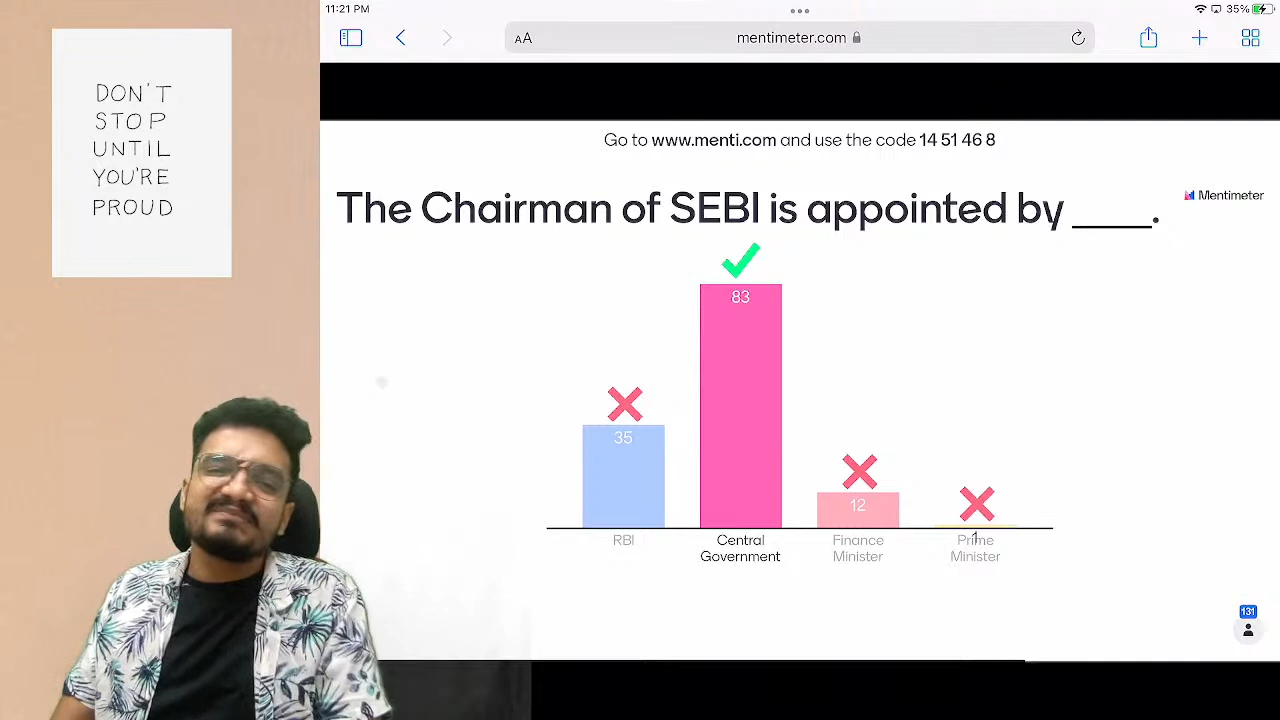 DON'T
STOP
UNTIL
YOU'RE
PROUD
11:21 PM
35%
AA
mentimeter.com
Go to www.menti.com and use the code 14 51 46 8
Mentimeter
The Chairman of SEBI is appointed by _____.
83
35
12
1
RBI
Central
Government
Finance
Minister
Prime
Minister
131